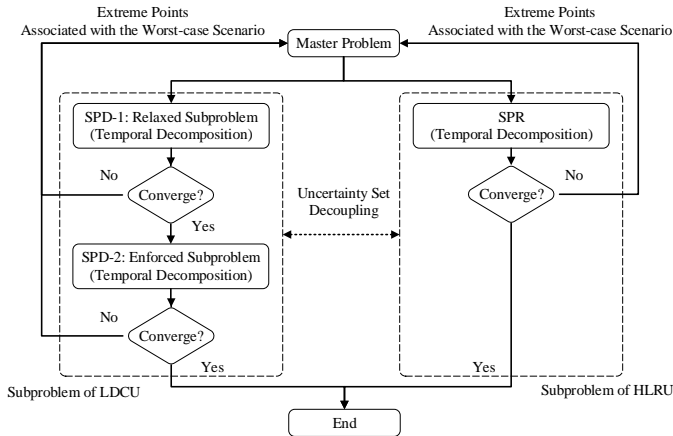 Extreme Points
Associated with the Worst-case Scenario
Extreme Points
Associated with the Worst-case Scenario
Master Problem
SPD-1: Relaxed Subproblem
(Temporal Decomposition)
SPR
(Temporal Decomposition)
No
Converge?
Yes
No
Converge?
Uncertainty Set
Decoupling
SPD-2: Enforced Subproblem
(Temporal Decomposition)
No
Converge?
Yes
Yes
Subproblem of LDCU
Subproblem of HLRU
End